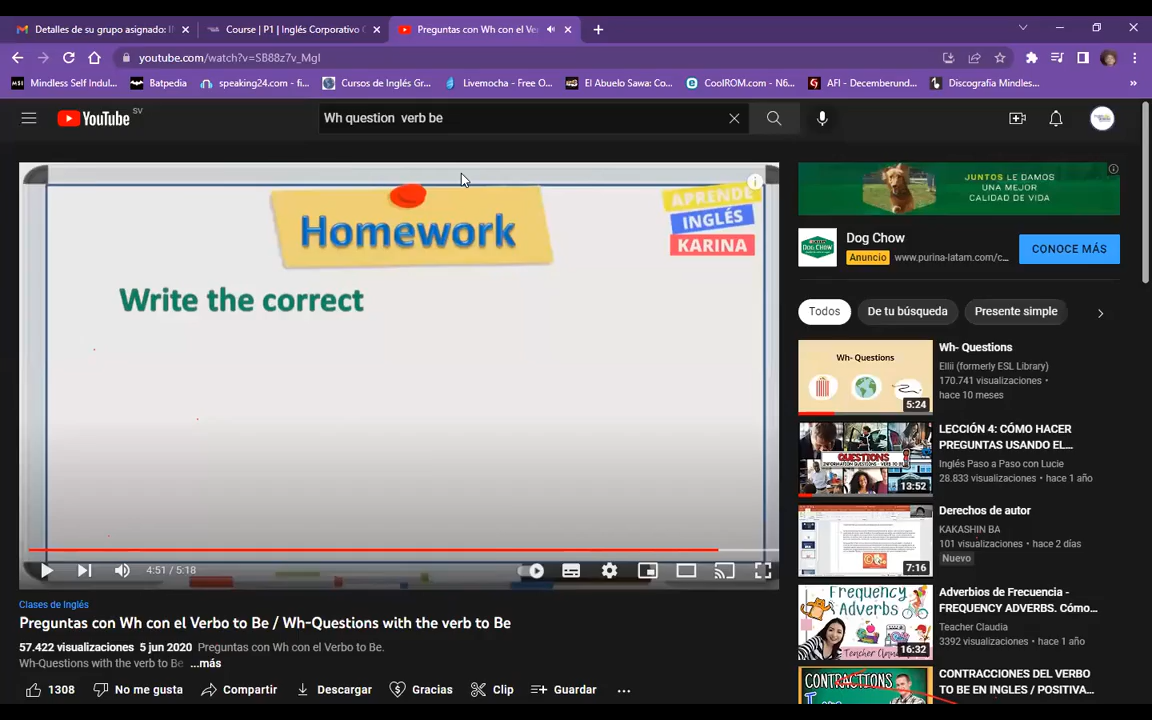 Detalles de su grupo asignado: I
Course | P1 | Inglés Corporativo
Preguntas con Wh con el Ve
youtube.com/watch?v=SB88z7v_MgI
Mindless Self Indul...
Batpedia
speaking24.com - fi...
Cursos de Inglés Gr...
Livemocha - Free O...
El Abuelo Sawa: Co...
CoolROM.com - N6...
AFI - Decemberund...
Discografía Mindles...
YouTube SV
Wh question verb be
Homework
APRENDE
INGLÉS
KARINA
Write the correct
4:51 / 5:18
JUNTOS LE DAMOS
UNA MEJOR
CALIDAD DE VIDA
Dog Chow
Anuncio www.purina-latam.com/c...
CONOCE MÁS
Todos
De tu búsqueda
Presente simple
Wh- Questions
5:24
Wh- Questions
Ellii (formerly ESL Library)
170.741 visualizaciones •
hace 10 meses
QUESTIONS
INFORMATION QUESTIONS - VERB TO BE
13:52
LECCIÓN 4: CÓMO HACER
PREGUNTAS USANDO EL...
Inglés Paso a Paso con Lucie
28.833 visualizaciones • hace 1 año
7:16
Derechos de autor
KAKASHIN BA
101 visualizaciones • hace 2 días
Nuevo
Frequency
Adverbs
16:32
Adverbios de Frecuencia -
FREQUENCY ADVERBS. Cómo...
Teacher Claudia
3392 visualizaciones • hace 1 año
CONTRACTIONS
CONTRACCIONES DEL VERBO
TO BE EN INGLES / POSITIVA...
Clases de Inglés
Preguntas con Wh con el Verbo to Be / Wh-Questions with the verb to Be
57.422 visualizaciones 5 jun 2020 Preguntas con Wh con el Verbo to Be.
Wh-Questions with the verb to Be ...más
1308
No me gusta
Compartir
Descargar
Gracias
Clip
Guardar